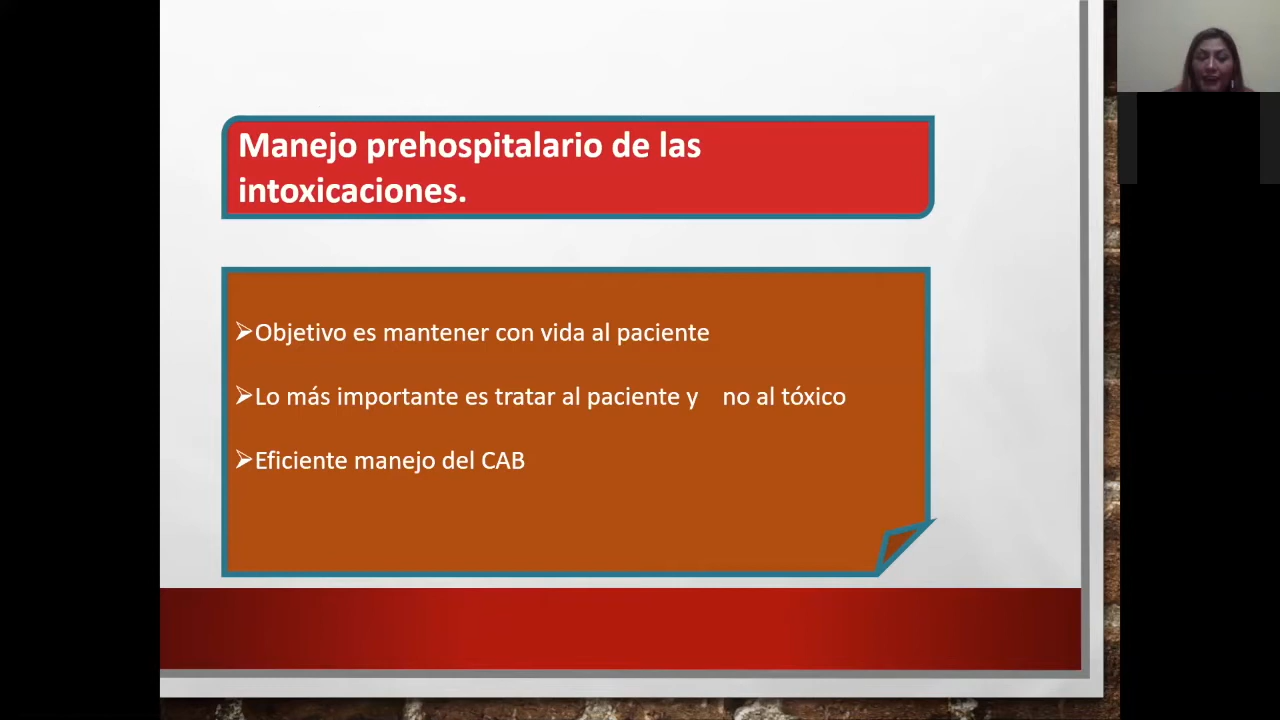 Manejo prehospitalario de las
intoxicaciones.
➢Objetivo es mantener con vida al paciente
➢Lo más importante es tratar al paciente y no al tóxico
➢Eficiente manejo del CAB